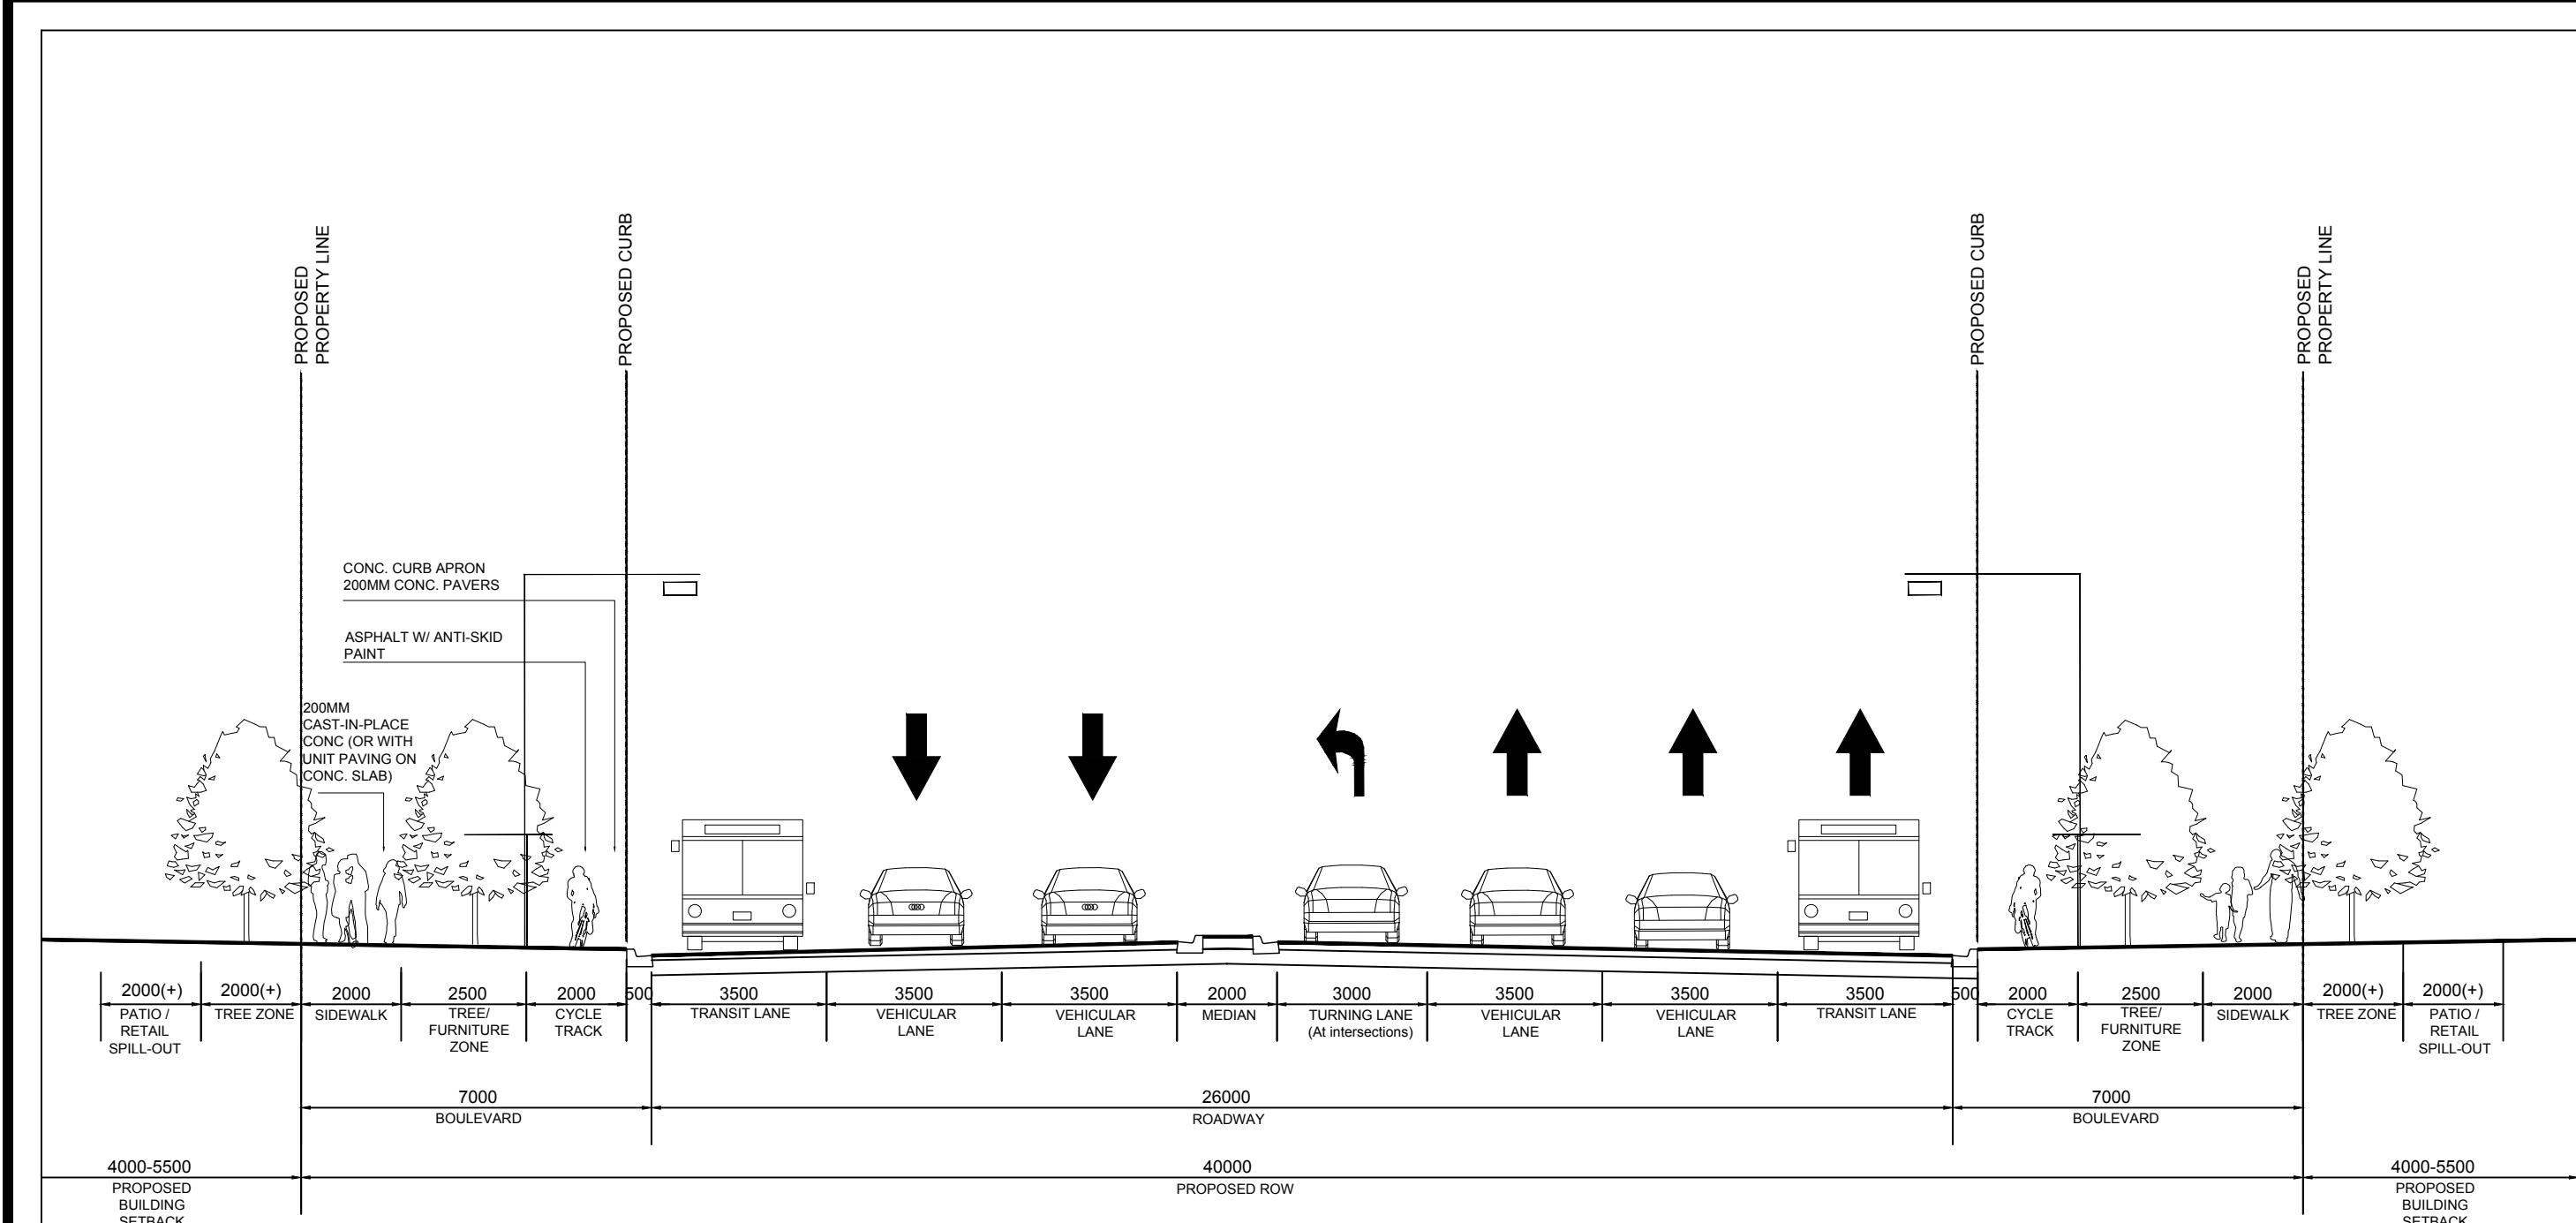 PROPOSED
PROPERTY LINE
PROPOSED CURB
PROPOSED CURB
PROPOSED
PROPERTY LINE
CONC. CURB APRON
200MM CONC. PAVERS
ASPHALT W/ ANTI-SKID
PAINT
200MM
CAST-IN-PLACE
CONC (OR WITH
UNIT PAVING ON
CONC. SLAB)
2000(+)
PATIO /
RETAIL
SPILL-OUT
2000(+)
TREE ZONE
2000
SIDEWALK
2500
TREE/
FURNITURE
ZONE
2000
CYCLE
TRACK
500
3500
TRANSIT LANE
3500
VEHICULAR
LANE
3500
VEHICULAR
LANE
2000
MEDIAN
3000
TURNING LANE
(At intersections)
3500
VEHICULAR
LANE
3500
VEHICULAR
LANE
3500
TRANSIT LANE
500
2000
CYCLE
TRACK
2500
TREE/
FURNITURE
ZONE
2000
SIDEWALK
2000(+)
TREE ZONE
2000(+)
PATIO /
RETAIL
SPILL-OUT
7000
BOULEVARD
26000
ROADWAY
7000
BOULEVARD
4000-5500
PROPOSED
BUILDING
SETBACK
40000
PROPOSED ROW
4000-5500
PROPOSED
BUILDING
SETBACK